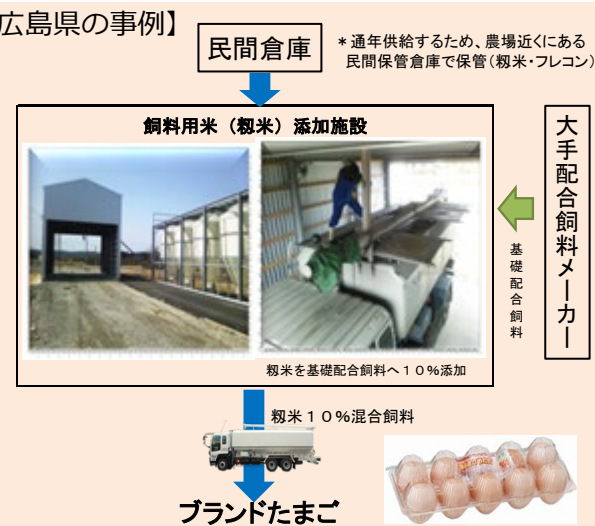 広島県の事例】
民間倉庫
＊通年供給するため、農場近くにある
民間保管倉庫で保管（籾米・フレコン）
飼料用米（籾米）添加施設
大手配合飼料メーカー
基礎配合飼料
籾米を基礎配合飼料へ１０％添加
籾米１０％混合飼料
ブランドたまご